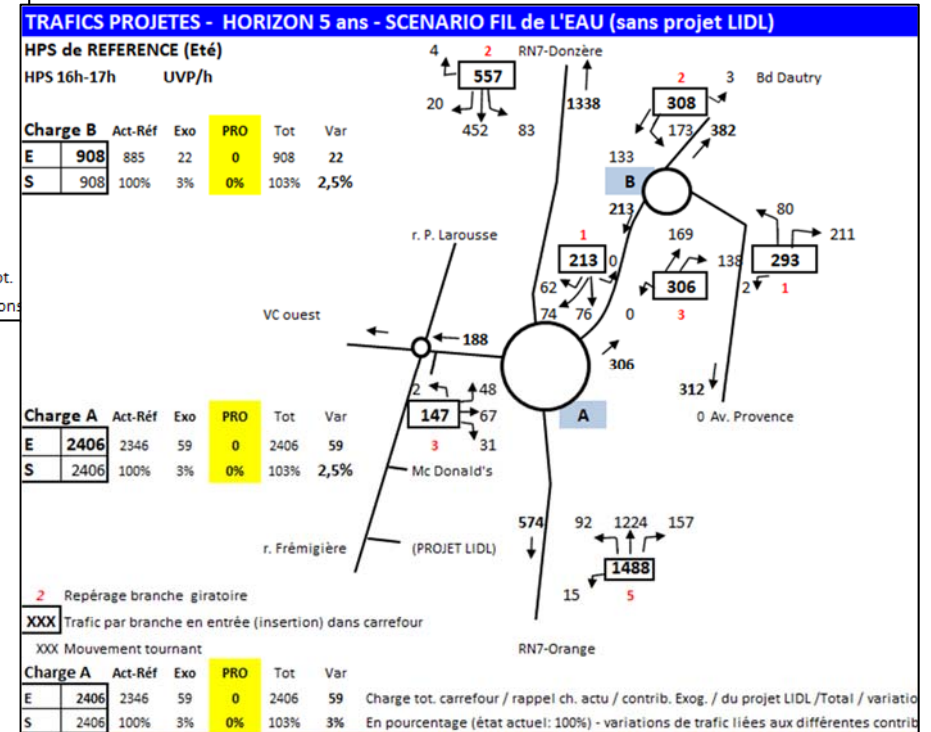 TRAFICS PROJETES - HORIZON 5 ans - SCENARIO FIL de L'EAU (sans projet LIDL)
HPS de REFERENCE (Eté)
HPS 16h-17h UVP/h
4 2 RN7-Donzère
557
20 452 83
1338
2 3 Bd Dautry
308
173 382
133
Charge B Act-Réf Exo PRO Tot Var
E 908 885 22 0 908 22
S 908 100% 3% 0% 103% 2,5%
B
213
80
211
293
2 1
r. P. Larousse
1
213 0
62
74 76
169
138
306
0 3
ot.
ons
VC ouest
188
306
312
0 Av. Provence
2 48
147 67
3 31
A
Charge A Act-Réf Exo PRO Tot Var
E 2406 2346 59 0 2406 59
S 2406 100% 3% 0% 103% 2,5%
Mc Donald's
574 92 1224 157
r. Frémigière (PROJET LIDL)
1488
15 5
2 Repérage branche giratoire
XXX Trafic par branche en entrée (insertion) dans carrefour
XXX Mouvement tournant RN7-Orange
Charge A Act-Réf Exo PRO Tot Var
E 2406 2346 59 0 2406 59 Charge tot. carrefour / rappel ch. actu / contrib. Exog. / du projet LIDL /Total / variatio
S 2406 100% 3% 0% 103% 3% En pourcentage (état actuel: 100%) - variations de trafic liées aux différentes contrib